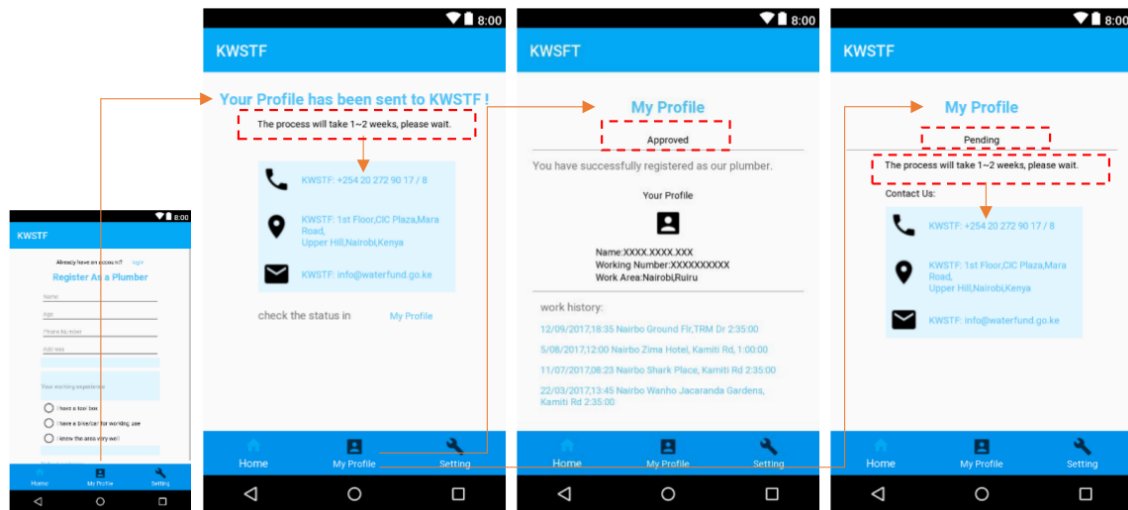 8:00
KWSTF
Already have an account? login
Register As a Plumber
Name
Age
Phone Number
Address
Your working experience
I have a tool box
I have a bike/car for working use
I know the area very well
Home
My Profile
Setting
8:00
KWSTF
Your Profile has been sent to KWSTF !
The process will take 1~2 weeks, please wait.
KWSTF: +254 20 272 90 17 / 8
KWSTF: 1st Floor,CIC Plaza,Mara
Road,
Upper Hill,Nairobi,Kenya
KWSTF: info@waterfund.go.ke
check the status in My Profile
Home
My Profile
Setting
8:00
KWSFT
My Profile
Approved
You have successfully registered as our plumber.
Your Profile
Name:XXXX.XXXX.XXX
Working Number:XXXXXXXXXX
Work Area:Nairobi,Ruiru
work history:
12/09/2017,18:35 Nairbo Ground Flr,TRM Dr 2:35:00
5/08/2017,12:00 Nairbo Zima Hotel, Kamiti Rd, 1:00:00
11/07/2017,08:23 Nairbo Shark Place, Kamiti Rd 2:35:00
22/03/2017,13:45 Nairbo Wanho Jacaranda Gardens,
Kamiti Rd 2:35:00
Home
My Profile
Setting
8:00
KWSTF
My Profile
Pending
The process will take 1~2 weeks, please wait.
Contact Us:
KWSTF: +254 20 272 90 17 / 8
KWSTF: 1st Floor,CIC Plaza,Mara
Road,
Upper Hill,Nairobi,Kenya
KWSTF: info@waterfund.go.ke
Home
My Profile
Setting